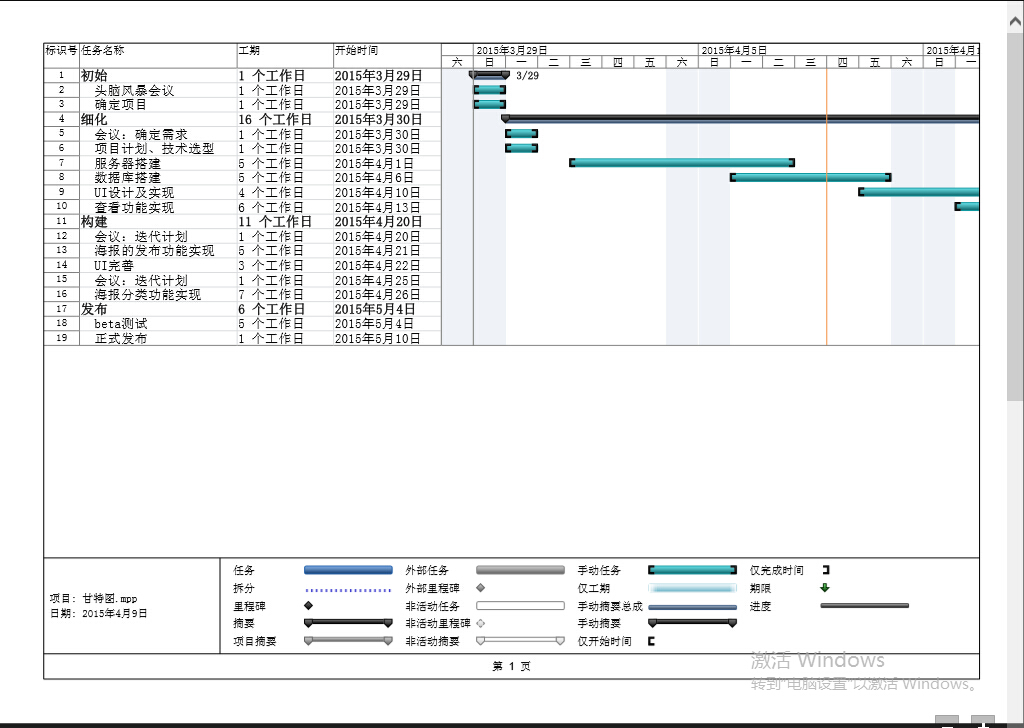 标识号 任务名称 工期 开始时间 2015年3月29日 2015年4月5日 2015年4月1
六 日 一 二 三 四 五 六 日 一 二 三 四 五 六 日 一
1 初始 1 个工作日 2015年3月29日 3/29
2 头脑风暴会议 1 个工作日 2015年3月29日
3 确定项目 1 个工作日 2015年3月29日
4 细化 16 个工作日 2015年3月30日
5 会议：确定需求 1 个工作日 2015年3月30日
6 项目计划、技术选型 1 个工作日 2015年3月30日
7 服务器搭建 5 个工作日 2015年4月1日
8 数据库搭建 5 个工作日 2015年4月6日
9 UI设计及实现 4 个工作日 2015年4月10日
10 查看功能实现 6 个工作日 2015年4月13日
11 构建 11 个工作日 2015年4月20日
12 会议：迭代计划 1 个工作日 2015年4月20日
13 海报的发布功能实现 5 个工作日 2015年4月21日
14 UI完善 3 个工作日 2015年4月22日
15 会议：迭代计划 1 个工作日 2015年4月25日
16 海报分类功能实现 7 个工作日 2015年4月26日
17 发布 6 个工作日 2015年5月4日
18 beta测试 5 个工作日 2015年5月4日
19 正式发布 1 个工作日 2015年5月10日
项目：甘特图.mpp
日期：2015年4月9日
任务 外部任务 手动任务 仅完成时间
拆分 外部里程碑 仅工期 期限
里程碑 非活动任务 手动摘要总成 进度
摘要 非活动里程碑 手动摘要
项目摘要 非活动摘要 仅开始时间
第 1 页
激活 Windows
转到"电脑设置"以激活 Windows。